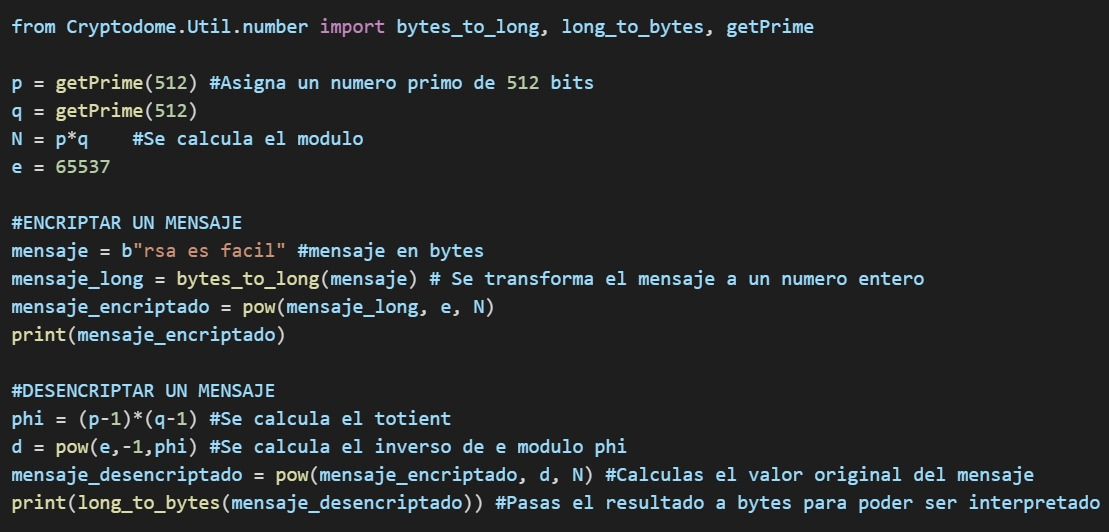 from Cryptodome.Util.number import bytes_to_long, long_to_bytes, getPrime
p = getPrime(512) #Asigna un numero primo de 512 bits
q = getPrime(512)
N = p*q    #Se calcula el modulo
e = 65537
#ENCRIPTAR UN MENSAJE
mensaje = b"rsa es facil" #mensaje en bytes
mensaje_long = bytes_to_long(mensaje) # Se transforma el mensaje a un numero entero
mensaje_encriptado = pow(mensaje_long, e, N)
print(mensaje_encriptado)
#DESENCRIPTAR UN MENSAJE
phi = (p-1)*(q-1) #Se calcula el totient
d = pow(e,-1,phi) #Se calcula el inverso de e modulo phi
mensaje_desencriptado = pow(mensaje_encriptado, d, N) #Calculas el valor original del mensaje
print(long_to_bytes(mensaje_desencriptado)) #Pasas el resultado a bytes para poder ser interpretado